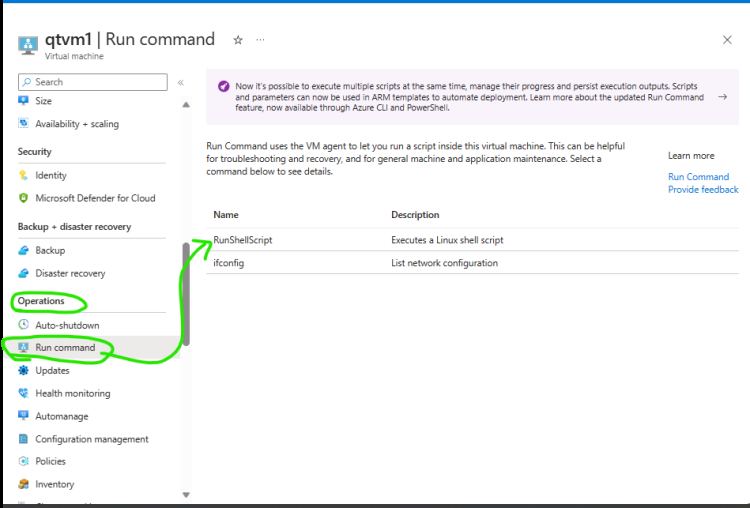 qtvm1 | Run command ☆ ...
Virtual machine
Search
«
Size
Availability + scaling
Security
Identity
Microsoft Defender for Cloud
Backup + disaster recovery
Backup
Disaster recovery
Operations
Auto-shutdown
Run command
Updates
Health monitoring
Automanage
Configuration management
Policies
Inventory
Now it's possible to execute multiple scripts at the same time, manage their progress and persist execution outputs. Scripts
and parameters can now be used in ARM templates to automate deployment. Learn more about the updated Run Command
feature, now available through Azure CLI and PowerShell.
Run Command uses the VM agent to let you run a script inside this virtual machine. This can be helpful
for troubleshooting and recovery, and for general machine and application maintenance. Select a
command below to see details.
Learn more
Run Command
Provide feedback
Name Description
RunShellScript Executes a Linux shell script
ifconfig List network configuration